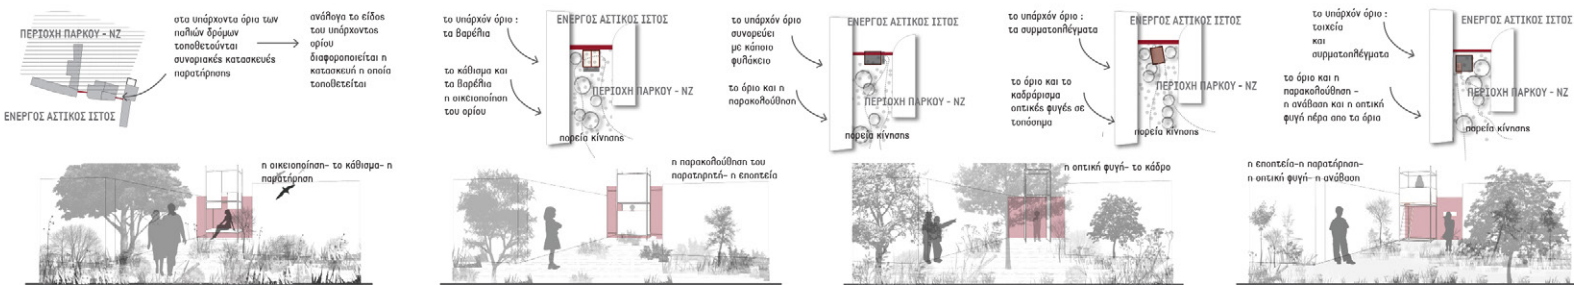 στα υπάρχοντα όρια των
παλιών δρόμων
τοποθετούνται
συνοριακές κατασκευές
παρατήρησης
ανάλογα το είδος
του υπάρχοντος
ορίου
διαφοροποιείται η
κατασκευή η οποία
τοποθετείται
ΠΕΡΙΟΧΗ ΠΑΡΚΟΥ - ΝΖ
ΕΝΕΡΓΟΣ ΑΣΤΙΚΟΣ ΙΣΤΟΣ
το υπάρχόν όριο :
τα βαρέλια
το κάθισμα και
τα βαρέλια
η οικειοποίηση
του ορίου
ΕΝΕΡΓΟΣ ΑΣΤΙΚΟΣ ΙΣΤΟΣ
ΠΕΡΙΟΧΗ ΠΑΡΚΟΥ - ΝΖ
πορεία κίνησης
το υπάρχόν όριο
συνορεύει
με κάποιο
φυλάκειο
το όριο και η
παρακολούθηση
ΕΝΕΡΓΟΣ ΑΣΤΙΚΟΣ ΙΣΤΟΣ
ΠΕΡΙΟΧΗ ΠΑΡΚΟΥ - ΝΖ
πορεία κίνησης
το υπάρχόν όριο :
τα συρματοπλέγματα
το όριο και το
καδράρισμα
οπτικές φυγές σε
τοπόσημα
ΕΝΕΡΓΟΣ ΑΣΤΙΚΟΣ ΙΣΤΟΣ
ΠΕΡΙΟΧΗ ΠΑΡΚΟΥ - ΝΖ
πορεία κίνησης
το υπάρχόν όριο :
τοιχεία
και
συρματοπλέγματα
το όριο και η
παρακολούθηση -
η ανάβαση και η οπτική
φυγή πέρα απο τα όρια
ΕΝΕΡΓΟΣ ΑΣΤΙΚΟΣ ΙΣΤΟΣ
ΠΕΡΙΟΧΗ ΠΑΡΚΟΥ - ΝΖ
πορεία κίνησης
η οικειοποίηση- το κάθισμα- η
παρατήρηση
η παρακολούθηση του
παρατηρητή- η εποπτεία
η οπτική φυγή- το κάδρο
η εποπτεία-η παρατήρηση-
η οπτική φυγή- η ανάβαση